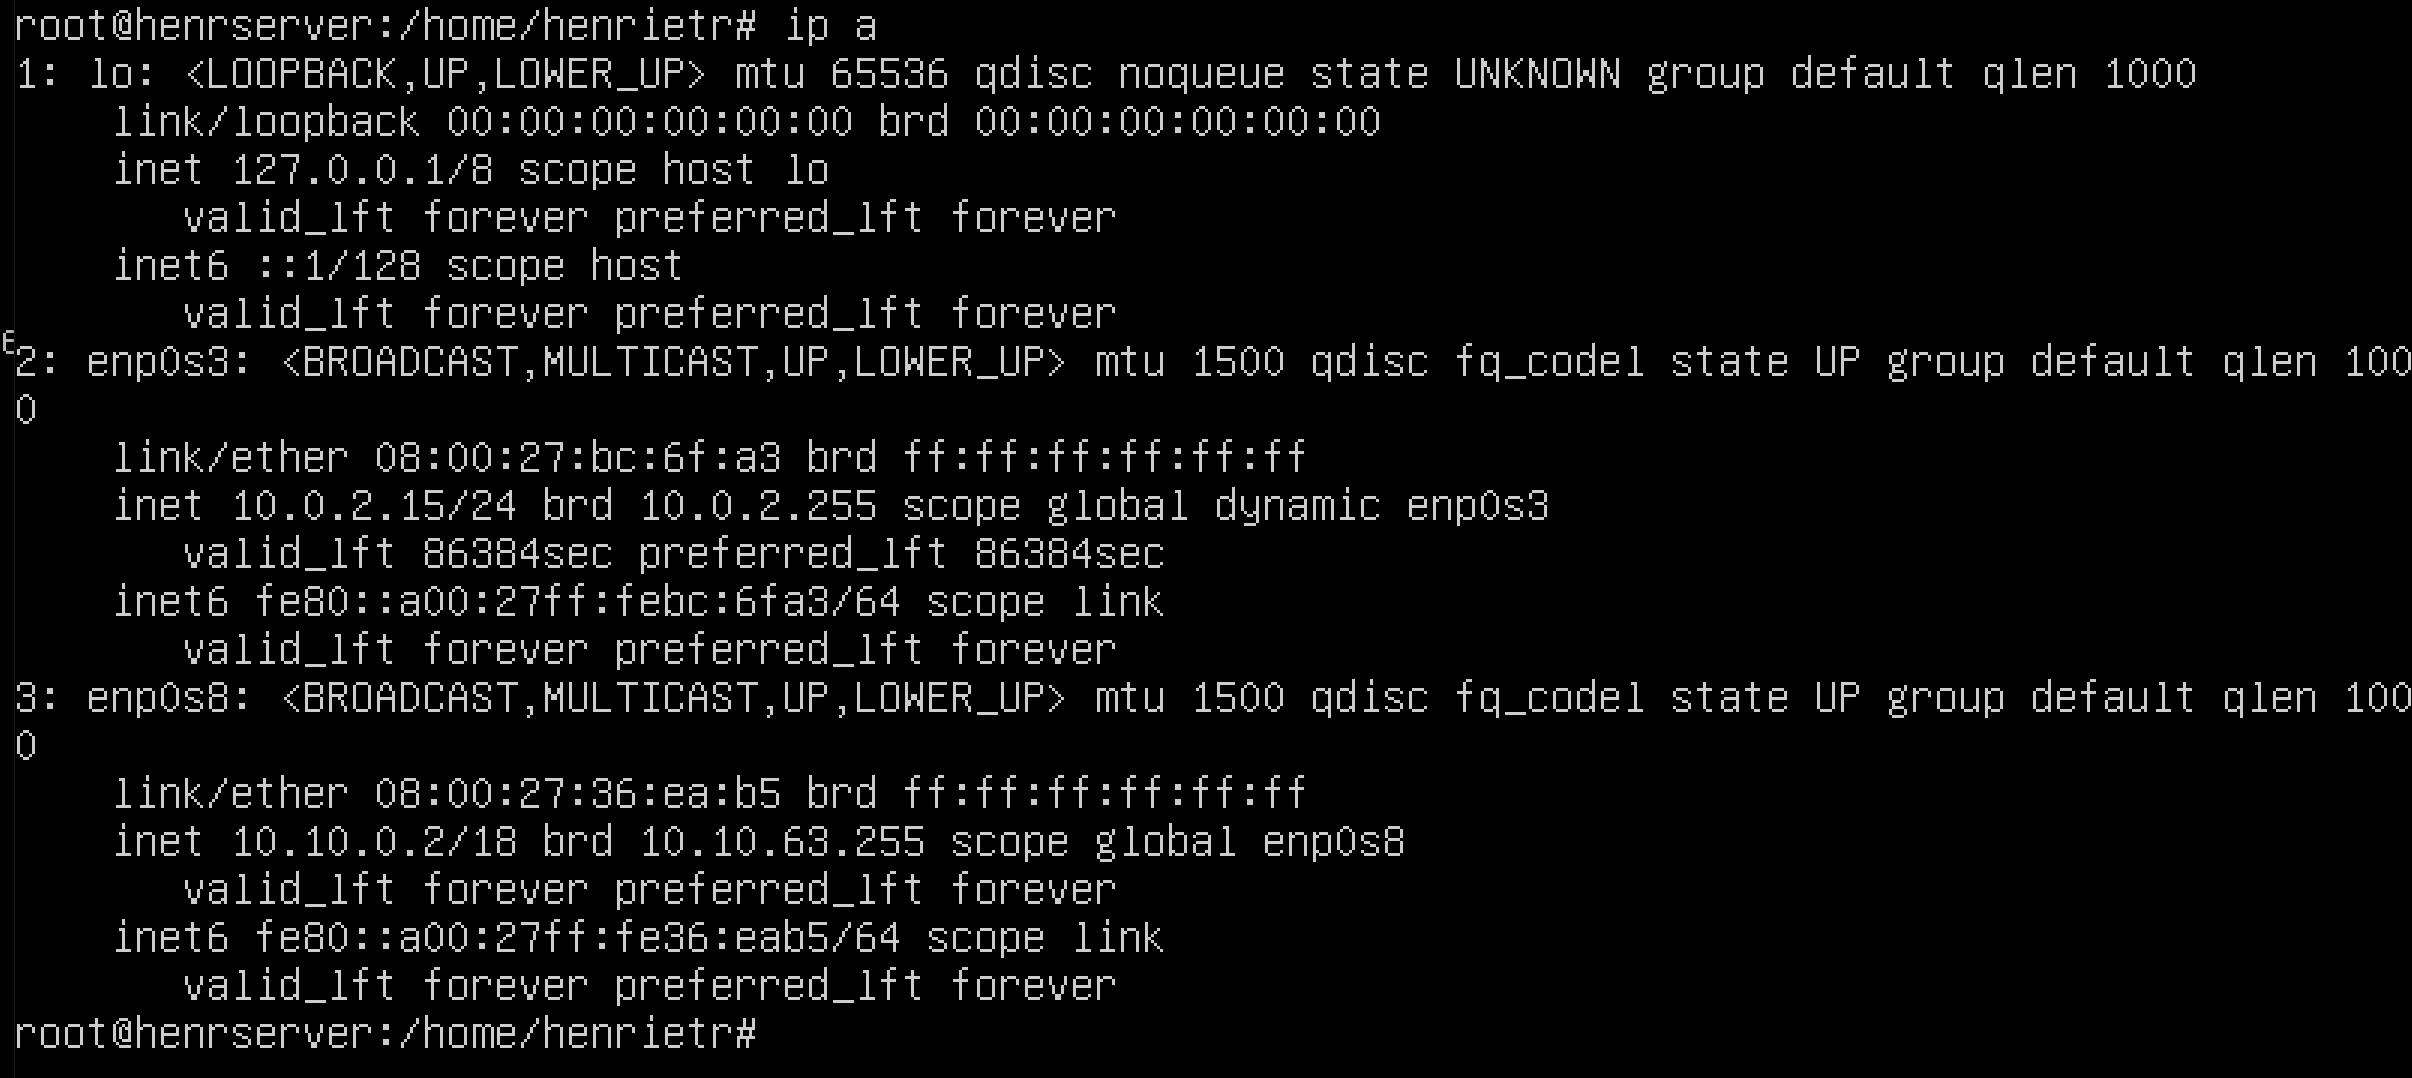 root@henrserver:/home/henrietr# ip a
1: lo: <LOOPBACK,UP,LOWER_UP> mtu 65536 qdisc noqueue state UNKNOWN group default qlen 1000
    link/loopback 00:00:00:00:00:00 brd 00:00:00:00:00:00
    inet 127.0.0.1/8 scope host lo
       valid_lft forever preferred_lft forever
    inet6 ::1/128 scope host
       valid_lft forever preferred_lft forever
2: enp0s3: <BROADCAST,MULTICAST,UP,LOWER_UP> mtu 1500 qdisc fq_codel state UP group default qlen 100
0
    link/ether 08:00:27:bc:6f:a3 brd ff:ff:ff:ff:ff:ff
    inet 10.0.2.15/24 brd 10.0.2.255 scope global dynamic enp0s3
       valid_lft 86384sec preferred_lft 86384sec
    inet6 fe80::a00:27ff:febc:6fa3/64 scope link
       valid_lft forever preferred_lft forever
3: enp0s8: <BROADCAST,MULTICAST,UP,LOWER_UP> mtu 1500 qdisc fq_codel state UP group default qlen 100
0
    link/ether 08:00:27:36:ea:b5 brd ff:ff:ff:ff:ff:ff
    inet 10.10.0.2/18 brd 10.10.63.255 scope global enp0s8
       valid_lft forever preferred_lft forever
    inet6 fe80::a00:27ff:fe36:eab5/64 scope link
       valid_lft forever preferred_lft forever
root@henrserver:/home/henrietr#